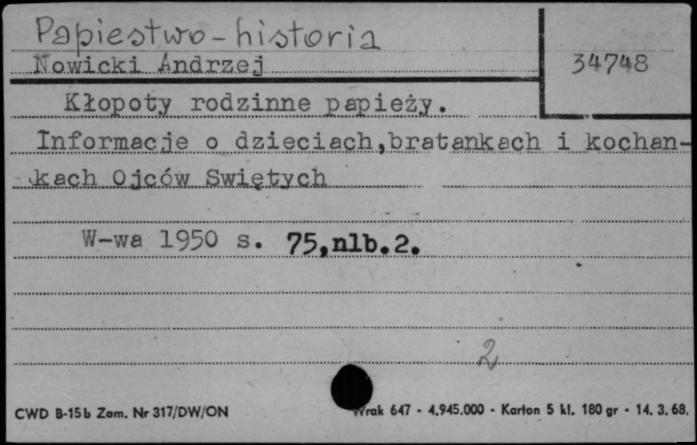 Papiestwo-historia
Nowicki Andrzej
34748
Kłopoty rodzinne papieży.
Informacje o dzieciach,bratankach i kochan-
kach Ojców Swiętych
W-wa 1950 s. 75,nlb.2.
2
CWD B-15b Zam. Nr 317/DW/ON
Wrak 647 - 4.945.000 - Karton 5 kl. 180 gr - 14. 3. 68.